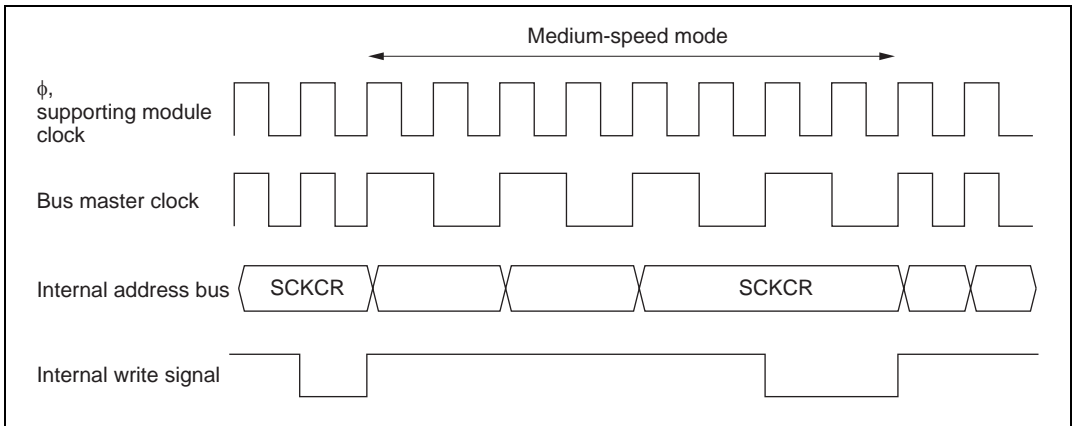 Medium-speed mode
ϕ,
supporting module
clock
Bus master clock
Internal address bus
SCKCR
SCKCR
Internal write signal